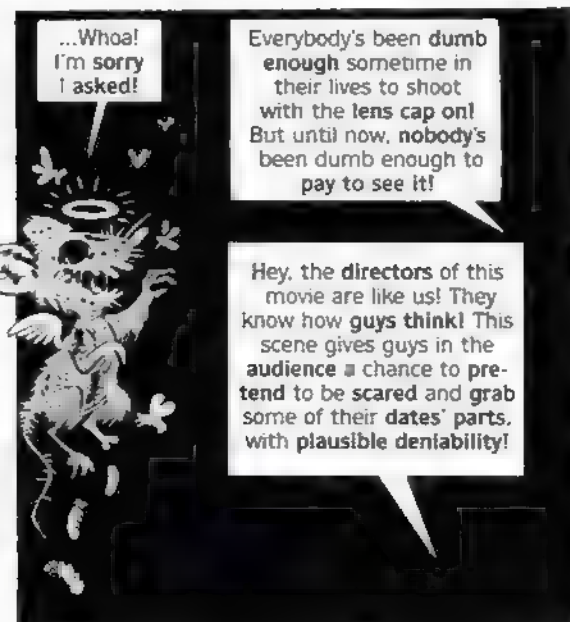 ...Whoa!
I'm sorry
I asked!
Everybody's been dumb
enough sometime in
their lives to shoot
with the lens cap on!
But until now, nobody's
been dumb enough to
pay to see it!
Hey, the directors of this
movie are like us! They
know how guys think! This
scene gives guys in the
audience a chance to pre-
tend to be scared and grab
some of their dates' parts,
with plausible deniability!